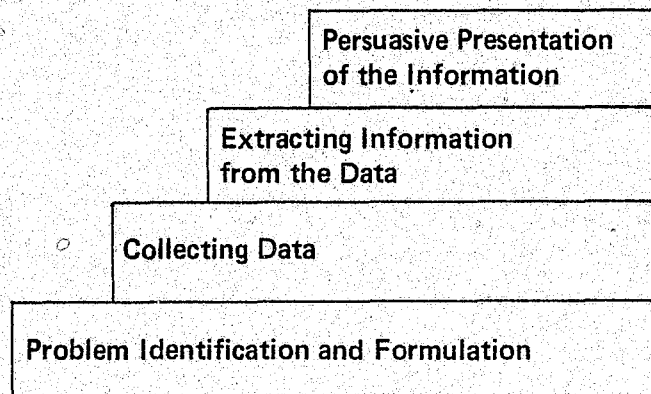 Persuasive Presentation
of the Information
Extracting Information
from the Data
Collecting Data
Problem Identification and Formulation